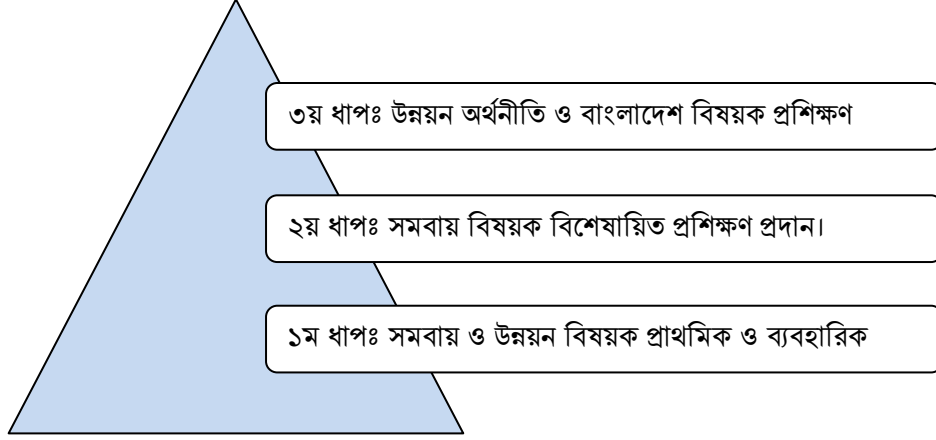 ৩য় ধাপঃ উন্নয়ন অর্থনীতি ও বাংলাদেশ বিষয়ক প্রশিক্ষণ
২য় ধাপঃ সমবায় বিষয়ক বিশেষায়িত প্রশিক্ষণ প্রদান।
১ম ধাপঃ সমবায় ও উন্নয়ন বিষয়ক প্রাথমিক ও ব্যবহারিক